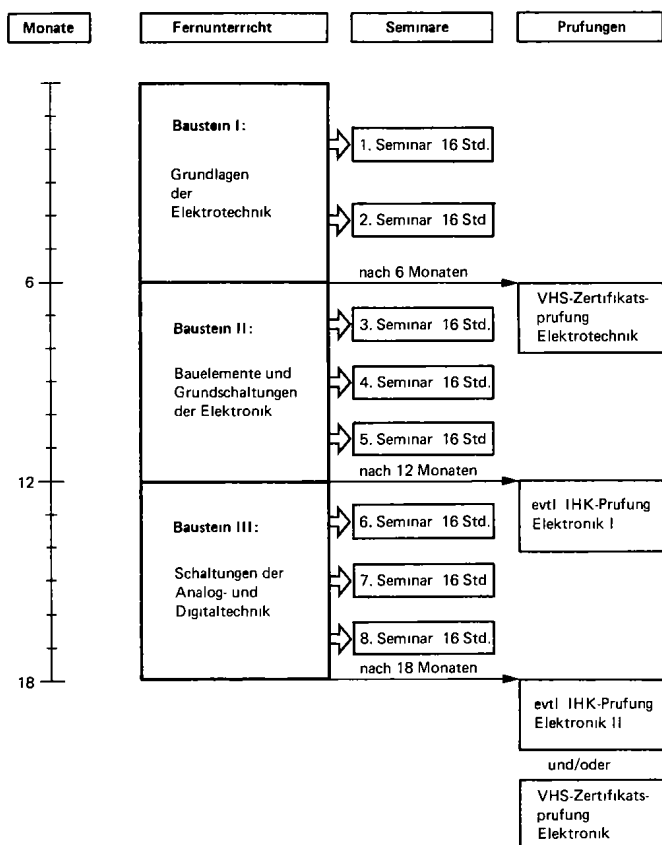 Monate
Fernunterricht
Seminare
Prufungen
Baustein I:
Grundlagen
der
Elektrotechnik
1. Seminar 16 Std.
2. Seminar 16 Std
6
nach 6 Monaten
VHS-Zertifikats-
prufung
Elektrotechnik
Baustein II:
Bauelemente und
Grundschaltungen
der Elektronik
3. Seminar 16 Std.
4. Seminar 16 Std
5. Seminar 16 Std
12
nach 12 Monaten
evtl IHK-Prufung
Elektronik I
Baustein III:
Schaltungen der
Analog- und
Digitaltechnik
6. Seminar 16 Std.
7. Seminar 16 Std
8. Seminar 16 Std.
18
nach 18 Monaten
evtl IHK-Prufung
Elektronik II
und/oder
VHS-Zertifikats-
prufung
Elektronik